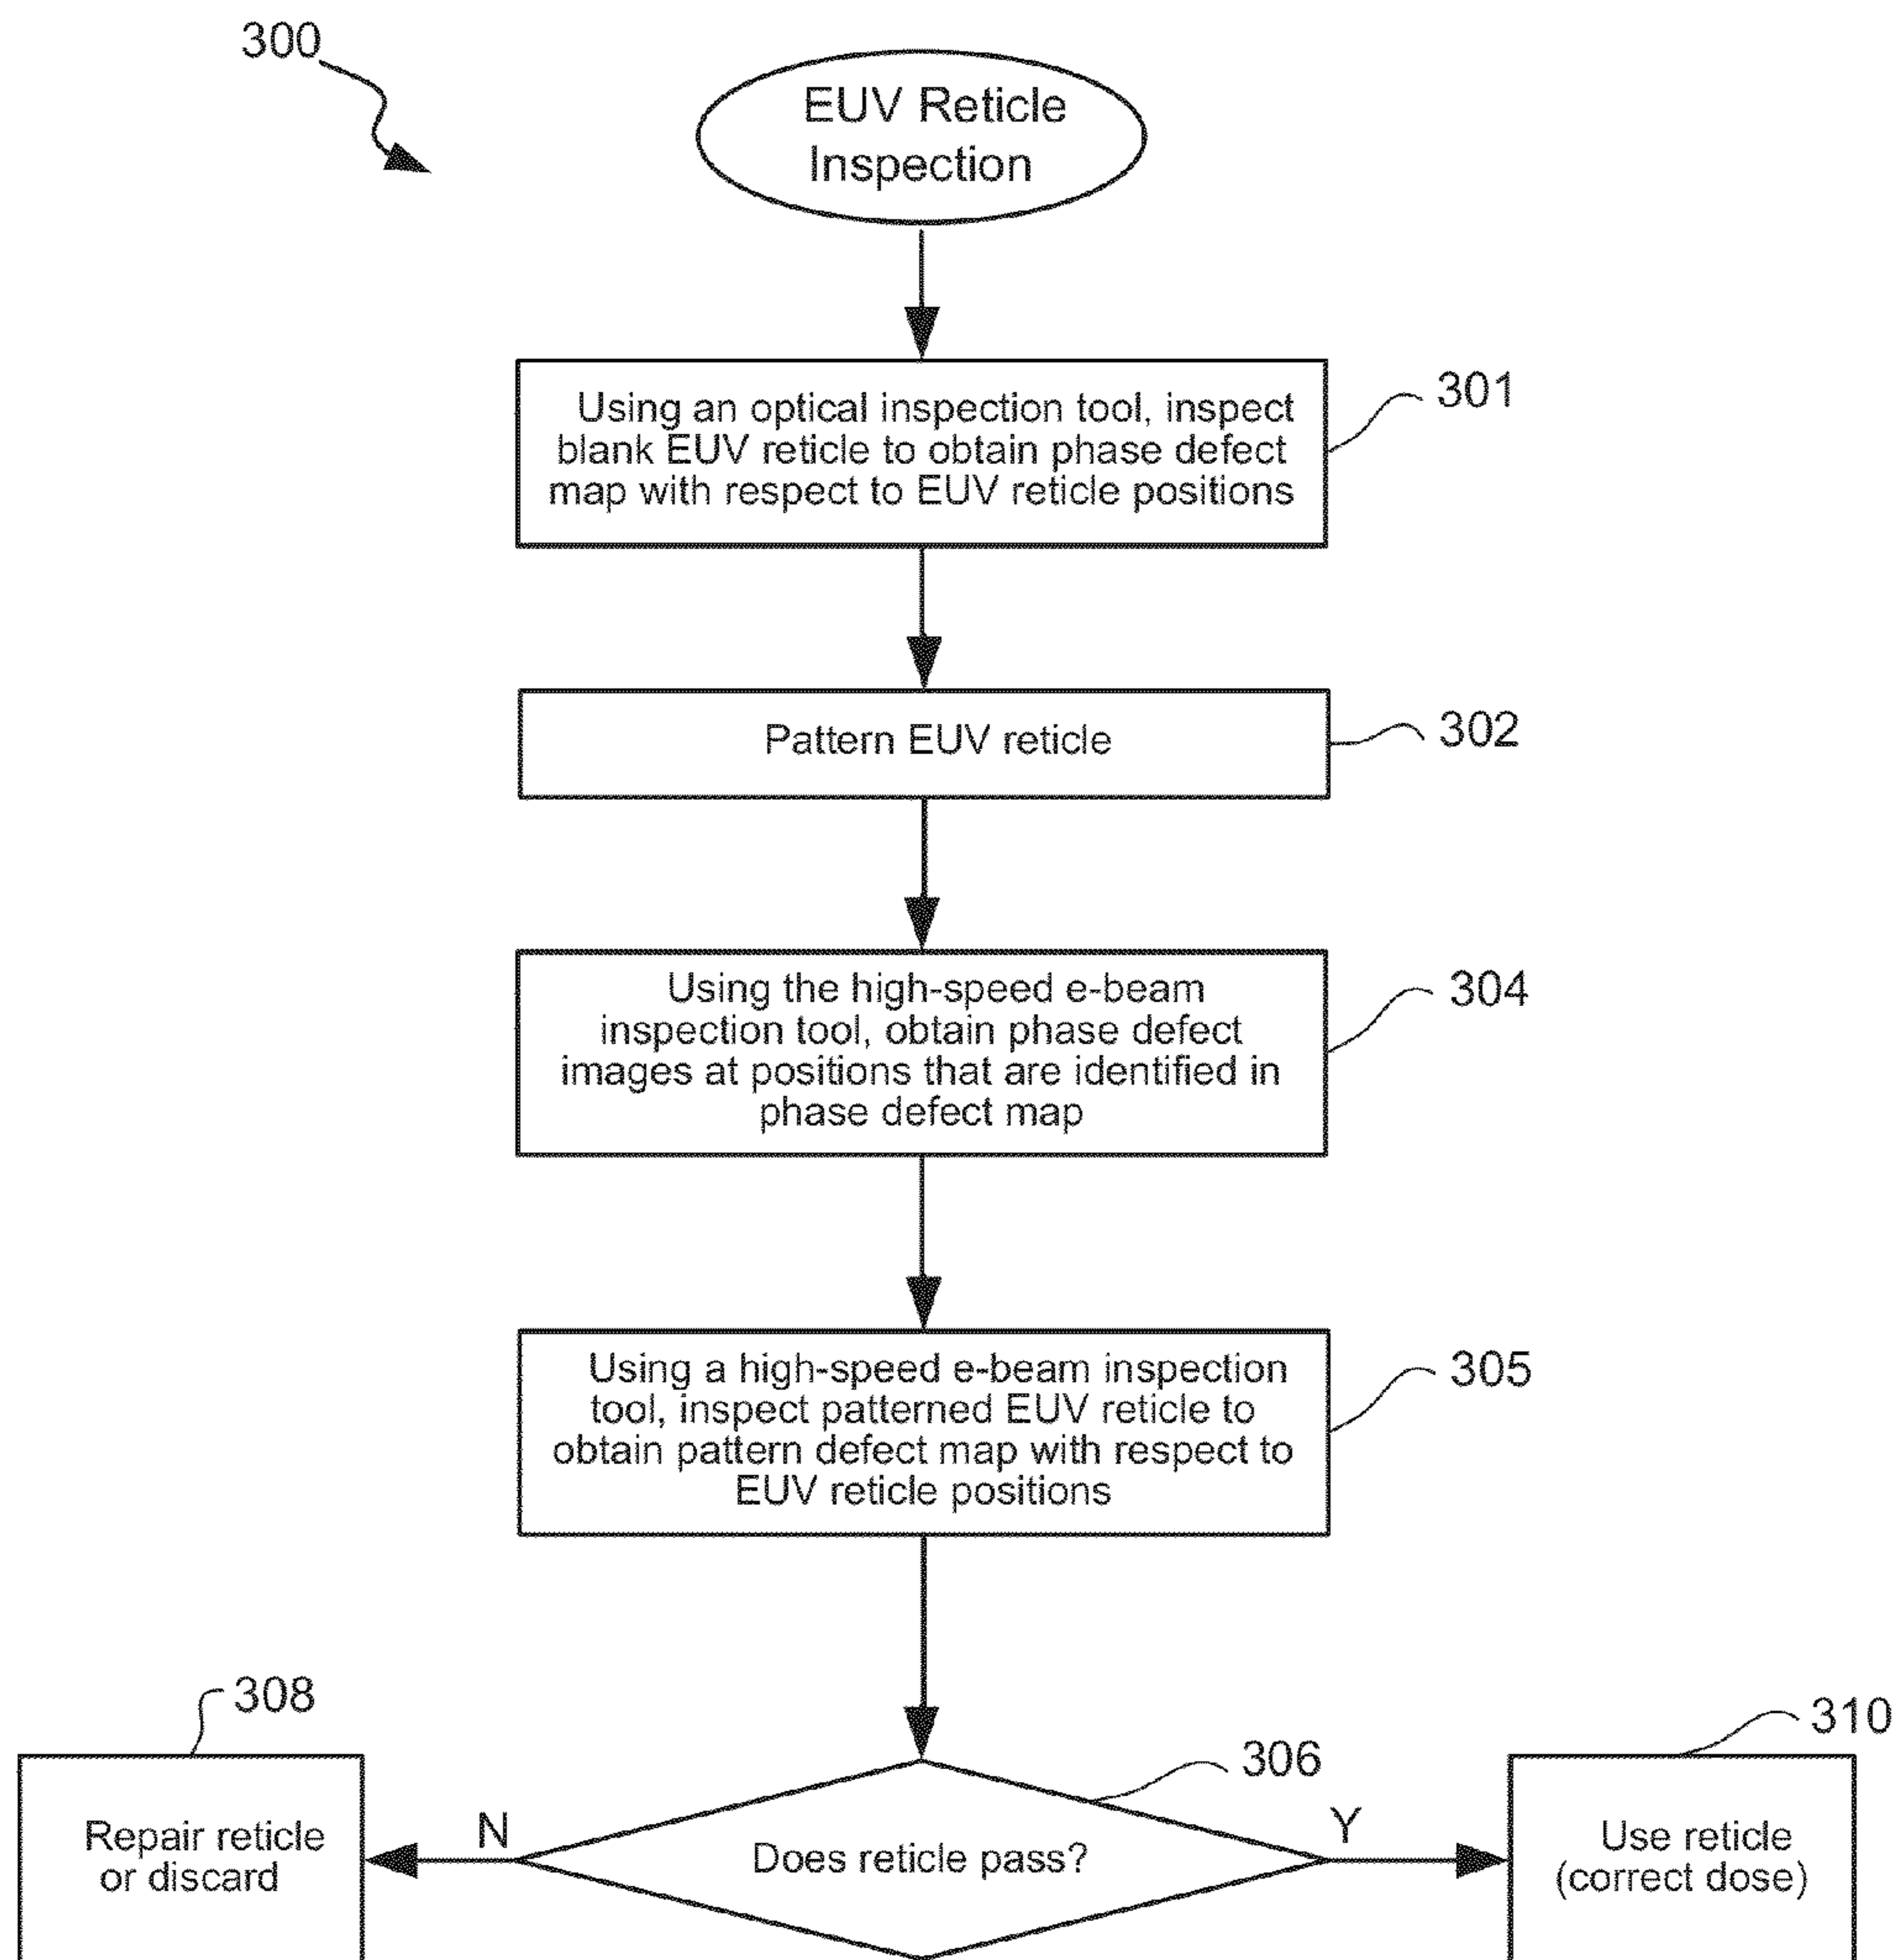 300
EUV Reticle
Inspection
Using an optical inspection tool, inspect
blank EUV reticle to obtain phase defect
map with respect to EUV reticle positions
301
Pattern EUV reticle
302
Using the high-speed e-beam
inspection tool, obtain phase defect
images at positions that are identified in
phase defect map
304
Using a high-speed e-beam inspection
tool, inspect patterned EUV reticle to
obtain pattern defect map with respect to
EUV reticle positions
305
308
Repair reticle
or discard
N
306
Does reticle pass?
Y
310
Use reticle
(correct dose)